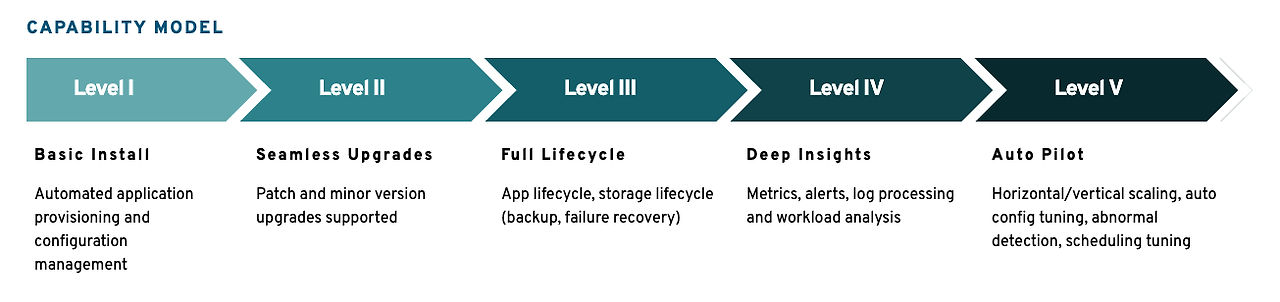 CAPABILITY MODEL
Level I
Level II
Level III
Level IV
Level V
Basic Install
Automated application
provisioning and
configuration
management
Seamless Upgrades
Patch and minor version
upgrades supported
Full Lifecycle
App lifecycle, storage lifecycle
(backup, failure recovery)
Deep Insights
Metrics, alerts, log processing
and workload analysis
Auto Pilot
Horizontal/vertical scaling, auto
config tuning, abnormal
detection, scheduling tuning